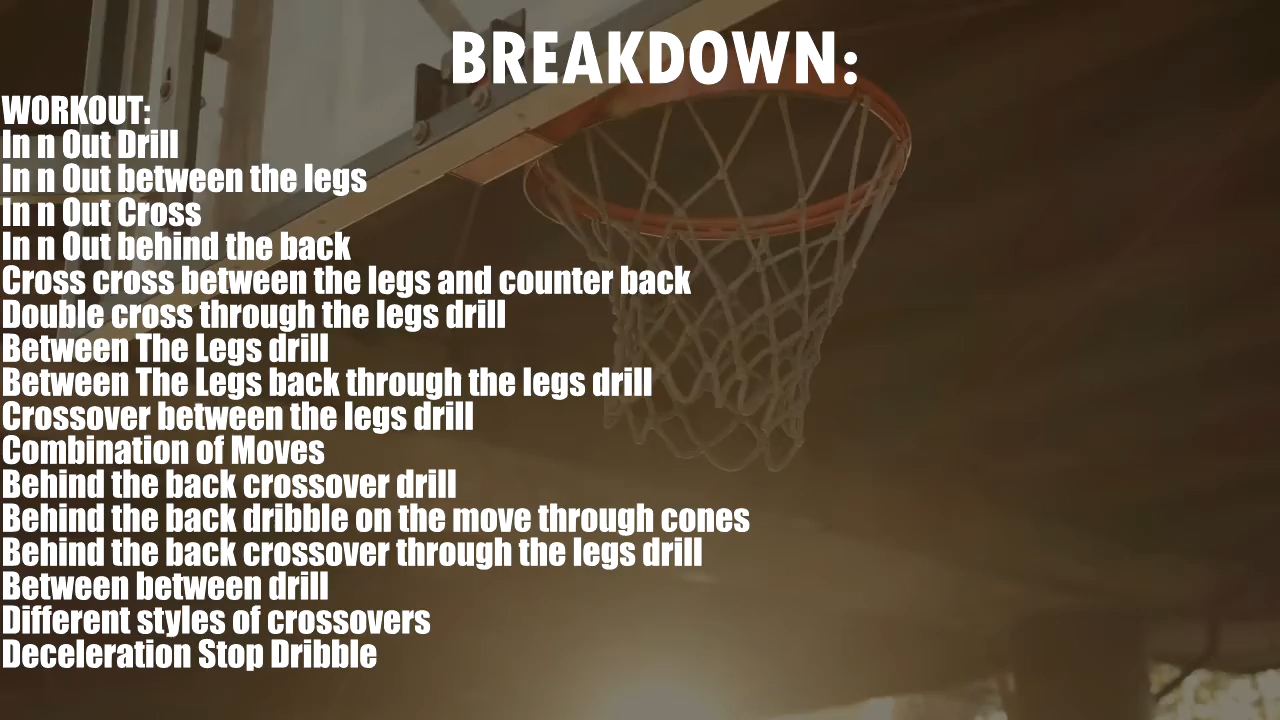 BREAKDOWN:
WORKOUT:
In n Out Drill
In n Out between the legs
In n Out Cross
In n Out behind the back
Cross cross between the legs and counter back
Double cross through the legs drill
Between The Legs drill
Between The Legs back through the legs drill
Crossover between the legs drill
Combination of Moves
Behind the back crossover drill
Behind the back dribble on the move through cones
Behind the back crossover through the legs drill
Between between drill
Different styles of crossovers
Deceleration Stop Dribble